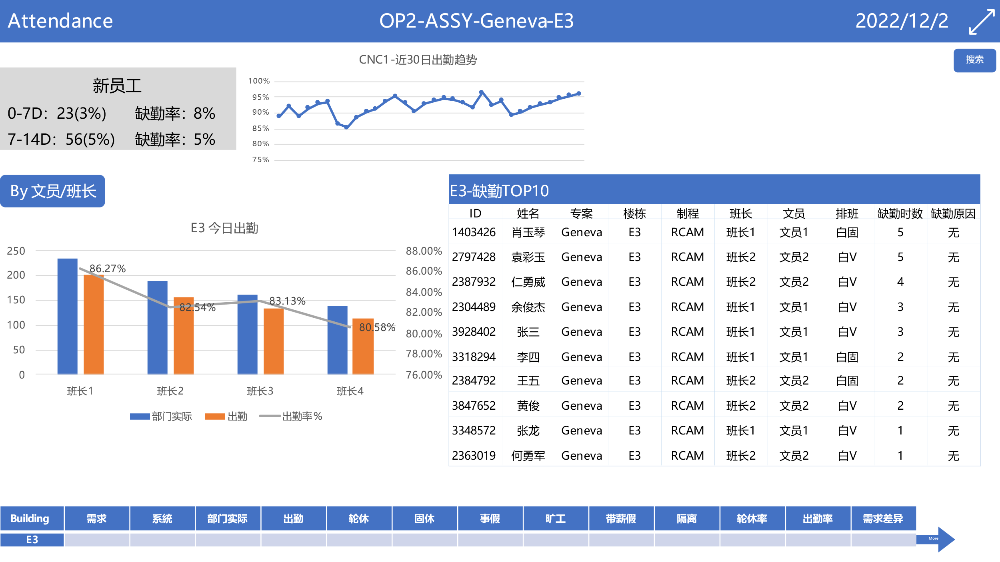 Attendance
OP2-ASSY-Geneva-E3
2022/12/2
搜索
新员工
0-7D：23(3%) 缺勤率：8%
7-14D：56(5%) 缺勤率：5%
CNC1-近30日出勤趋势
100%
95%
90%
85%
80%
75%
By 文员/班长
E3 今日出勤
250
200
150
100
50
0
88.00%
86.00%
84.00%
82.00%
80.00%
78.00%
76.00%
86.27%
82.54%
83.13%
80.58%
班长1 班长2 班长3 班长4
部门实际 出勤 出勤率%
E3-缺勤TOP10
ID 姓名 专案 楼栋 制程 班长 文员 排班 缺勤时数 缺勤原因
1403426 肖玉琴 Geneva E3 RCAM 班长1 文员1 白固 5 无
2797428 袁彩玉 Geneva E3 RCAM 班长2 文员2 白V 5 无
2387932 仁勇威 Geneva E3 RCAM 班长2 文员2 白V 4 无
2304489 余俊杰 Geneva E3 RCAM 班长1 文员1 白V 3 无
3928402 张三 Geneva E3 RCAM 班长1 文员1 白V 3 无
3318294 李四 Geneva E3 RCAM 班长1 文员1 白固 2 无
2384792 王五 Geneva E3 RCAM 班长2 文员2 白固 2 无
3847652 黄俊 Geneva E3 RCAM 班长2 文员2 白V 2 无
3348572 张龙 Geneva E3 RCAM 班长1 文员1 白V 1 无
2363019 何勇军 Geneva E3 RCAM 班长2 文员2 白V 1 无
Building 需求 系統 部门实际 出勤 轮休 固休 事假 旷工 带薪假 隔离 轮休率 出勤率 需求差异
E3
More